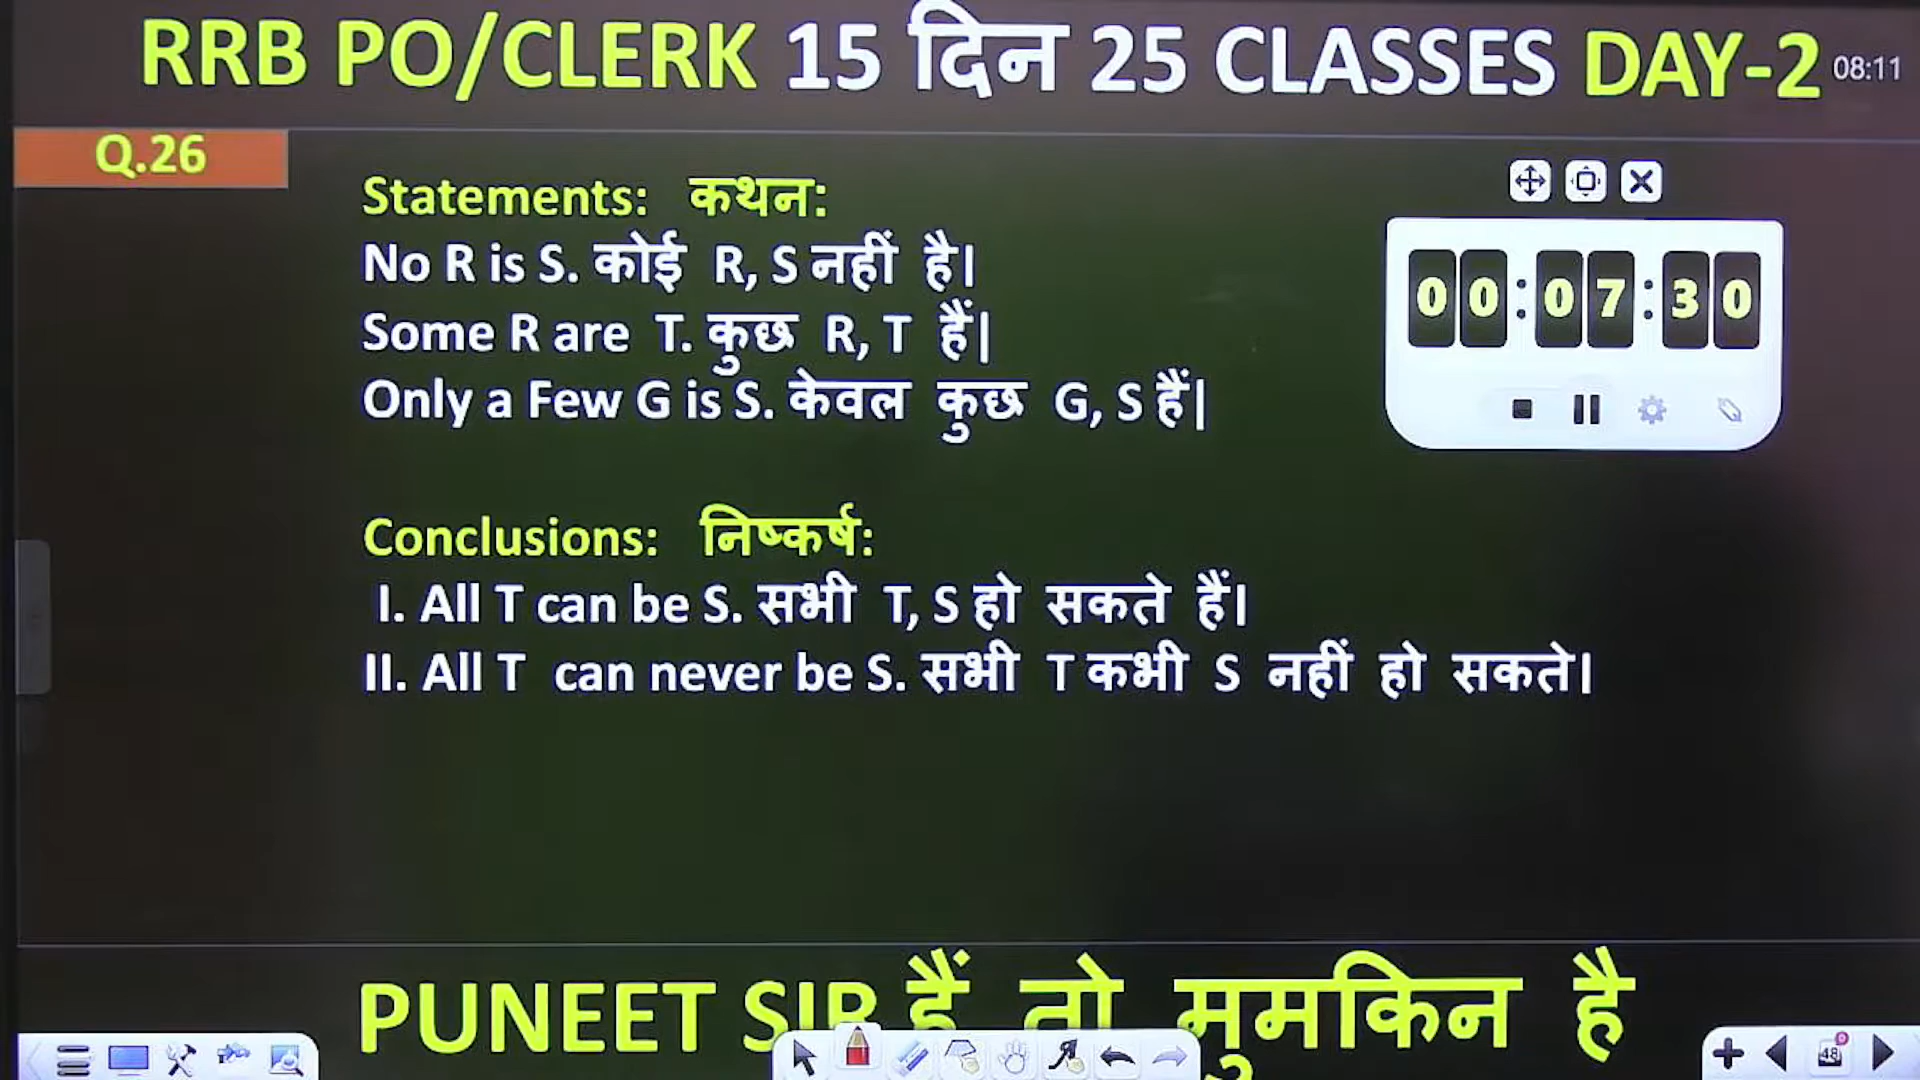 RRB PO/CLERK 15 दिन 25 CLASSES DAY-2 08:11
Q.26
Statements: कथन:
No R is S. कोई R, S नहीं है।
Some R are T. कुछ R, T हैं|
Only a Few G is S. केवल कुछ G, S हैं|
00:07:30
Conclusions: निष्कर्ष:
I. All T can be S. सभी T, S हो सकते हैं।
II. All T can never be S. सभी T कभी S नहीं हो सकते।
PUNEET SIR हैं तो मुमकिन है
48
0